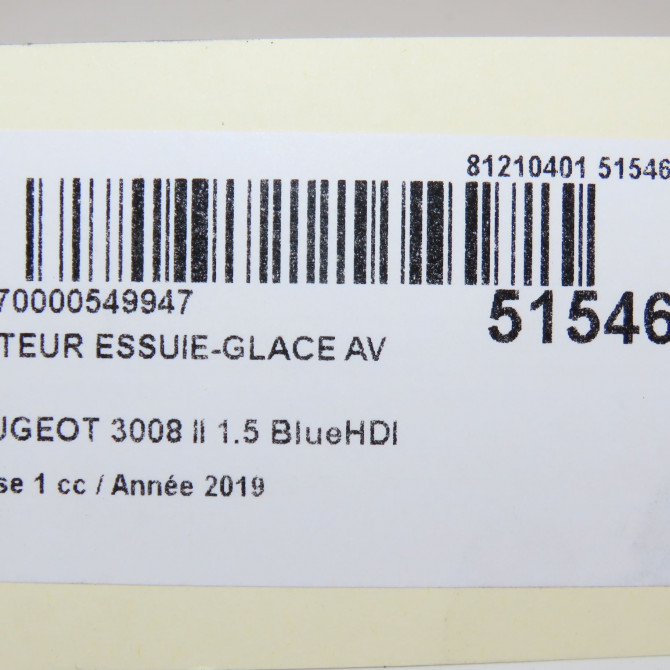 81210401 51546
70000549947
51546
TEUR ESSUIE-GLACE AV
UGEOT 3008 II 1.5 BlueHDI
se 1 cc / Année 2019